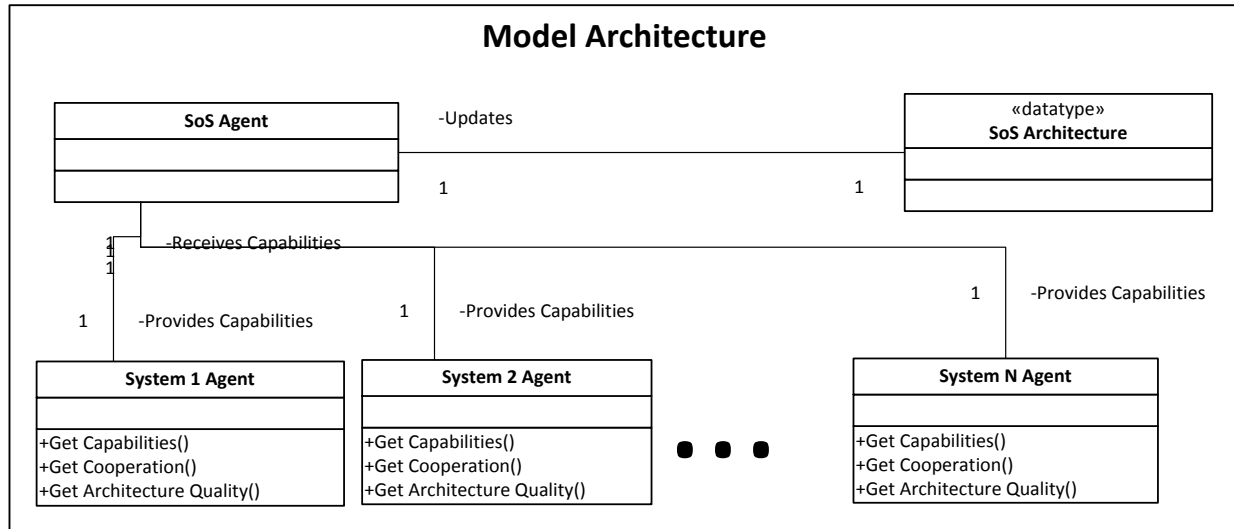 Model Architecture
SoS Agent
-Updates
«datatype»
SoS Architecture
1
1
1
-Receives Capabilities
1
1
1
-Provides Capabilities
1
-Provides Capabilities
1
-Provides Capabilities
System 1 Agent
System 2 Agent
System N Agent
+Get Capabilities()
+Get Cooperation()
+Get Architecture Quality()
+Get Capabilities()
+Get Cooperation()
+Get Architecture Quality()
+Get Capabilities()
+Get Cooperation()
+Get Architecture Quality()